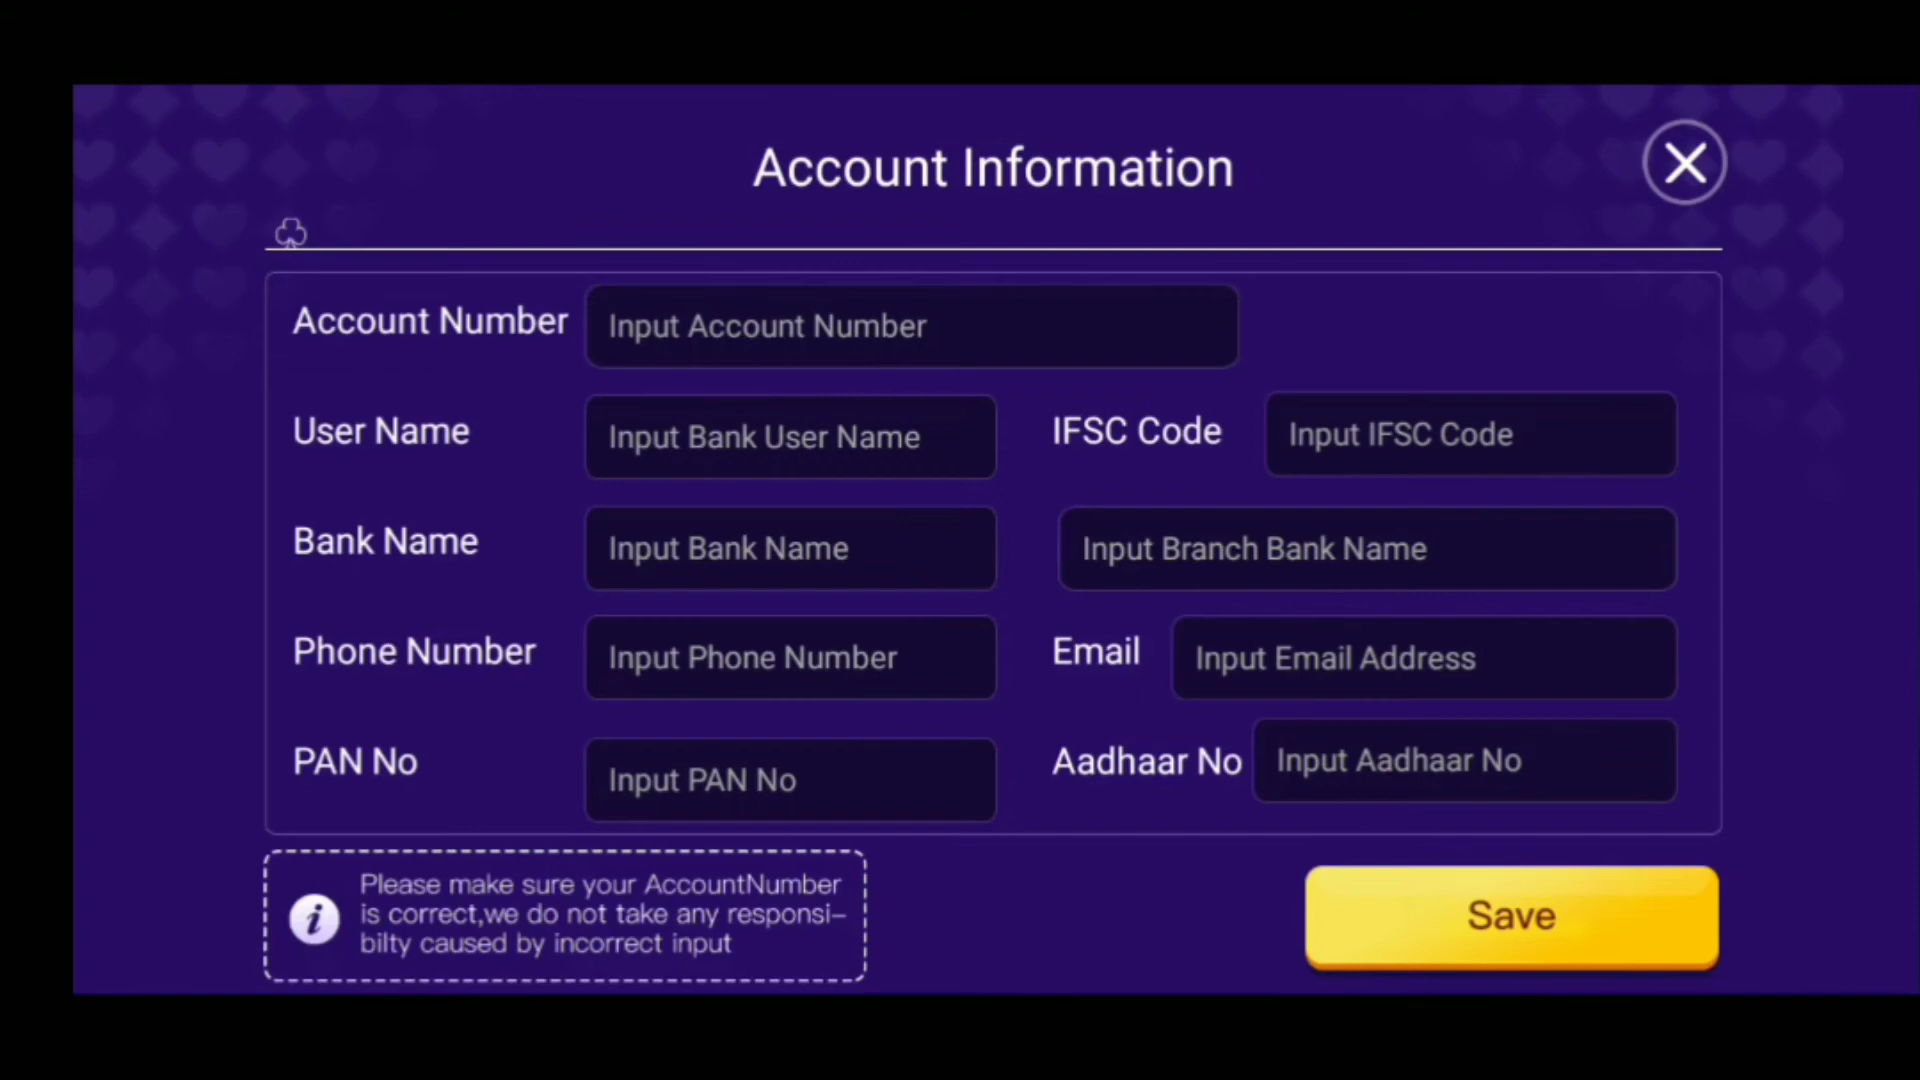 Account Information
Account Number Input Account Number
User Name Input Bank User Name IFSC Code Input IFSC Code
Bank Name Input Bank Name Input Branch Bank Name
Phone Number Input Phone Number Email Input Email Address
PAN No Input PAN No Aadhaar No Input Aadhaar No
Please make sure your AccountNumber
is correct,we do not take any responsi-
bilty caused by incorrect input
Save